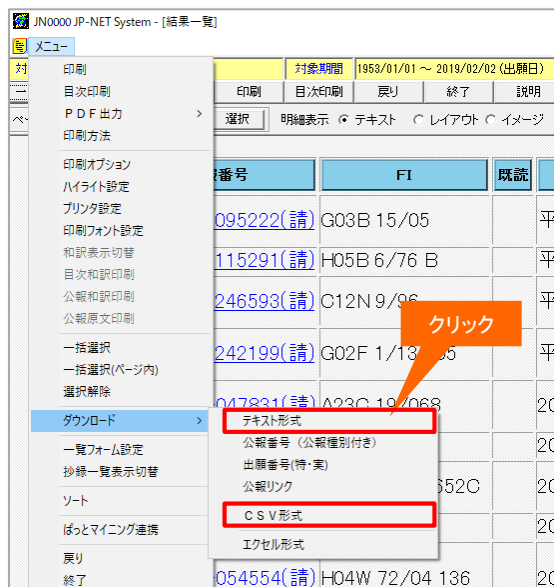 JN0000 JP-NET System - [結果一覧]
メニュー
対
対象期間 1953/01/01 ～ 2019/02/02 (出願日)
印刷 目次印刷 戻り 終了 説明
選択 明細表示 テキスト レイアウト イメージ
印刷
目次印刷
ＰＤＦ出力 >
印刷方法
印刷オプション
ハイライト設定
プリンタ設定
印刷フォント設定
和訳表示切替
目次和訳印刷
公報和訳印刷
公報原文印刷
一括選択
一括選択(ページ内)
選択解除
ダウンロード >
一覧フォーム設定
抄録一覧表示切替
ソート
ぱっとマイニング連携
戻り
終了
番号 FI 既読
095222(請) G03B 15/05 平
115291(請) H05B 6/76 B 平
246593(請) C12N 9/96 平
クリック
242199(請) G02F 1/13 平
047831(請) A23C 19/068 20
テキスト形式
公報番号（公報種別付き）
出願番号(特・実)
公報リンク
ＣＳＶ形式
エクセル形式
20
652C 20
20
054554(請) H04W 72/04 136 20